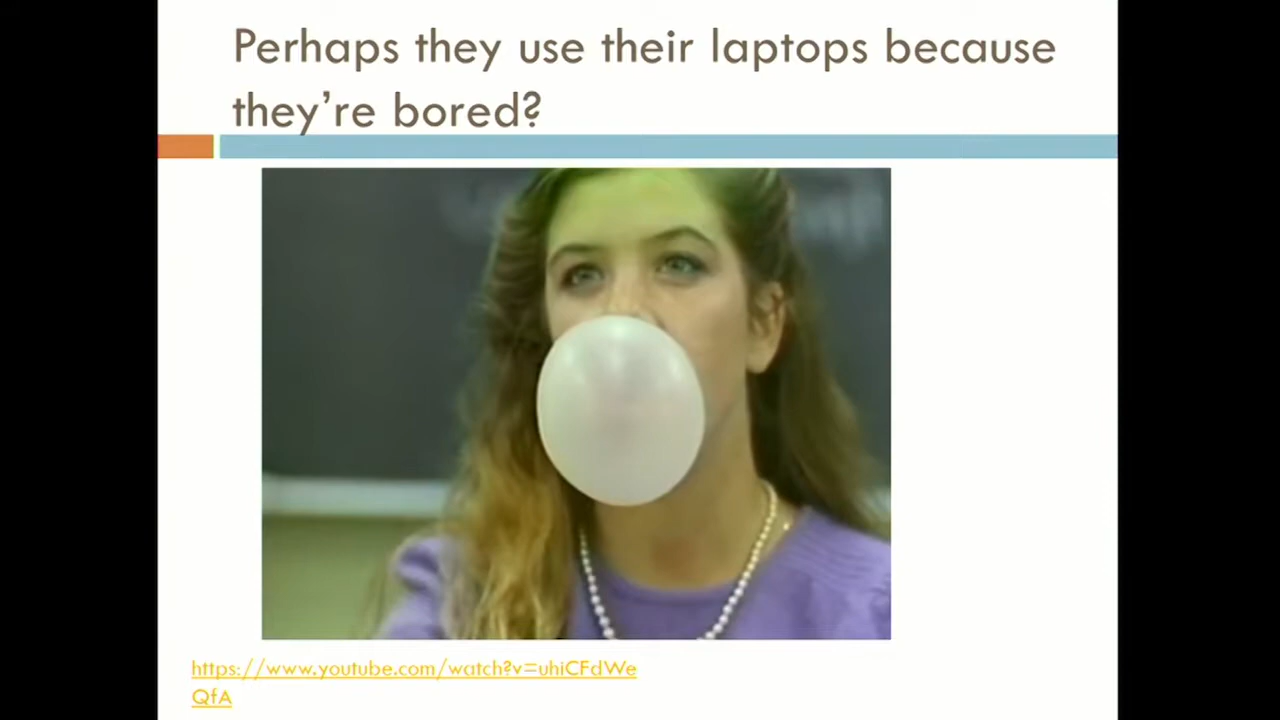 Perhaps they use their laptops because
they’re bored?
https://www.youtube.com/watch?v=uhiCFdWe
QfA